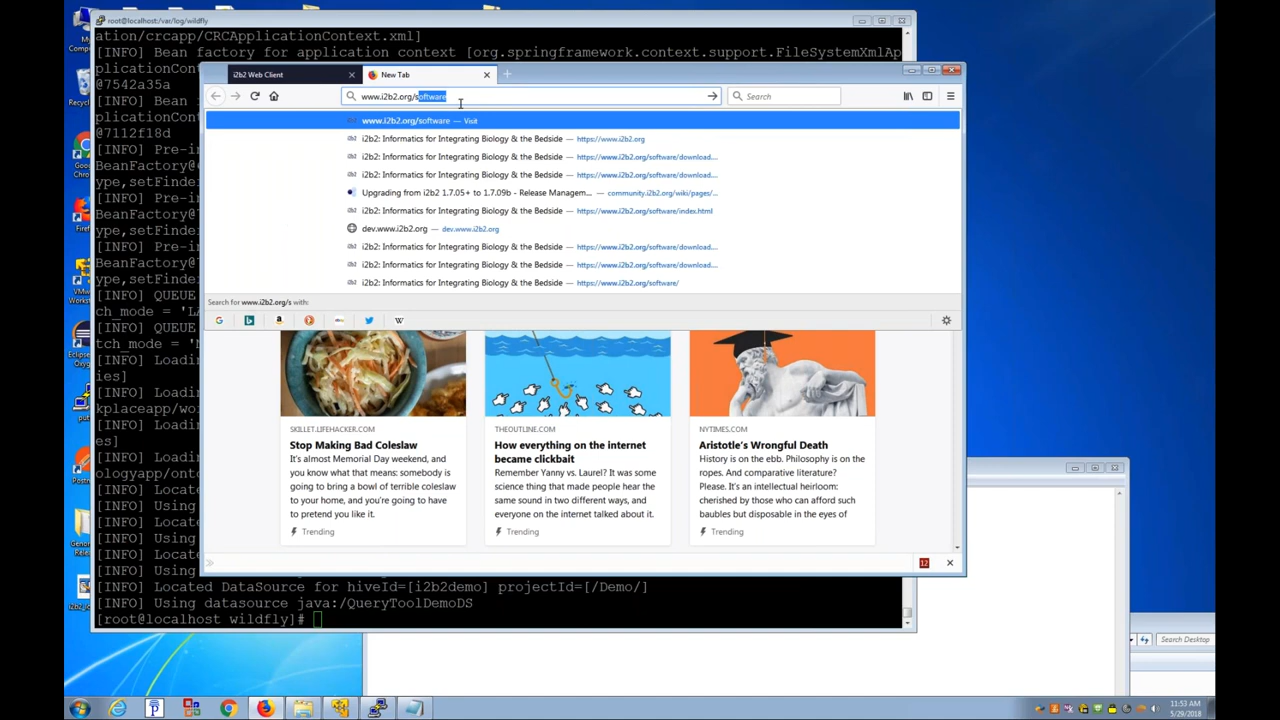 root@localhost:/var/log/wildfly
ation/crcapp/CRCApplicationContext.xml]
[INFO] Bean factory for application context [org.springframework.context.support.FileSystemXmlAp
plicationCont
@7542a35a
[INFO] Bean
plicationCont
@7112f18d
[INFO] Pre-in
BeanFactory@
ype,setFinder
[INFO] Pre-in
ype,setFinder
[INFO] Pre-in
BeanFactory@
ype,setFinder
[INFO] QUEUE
ch_mode = 'LA
[INFO] QUEUE
tch_mode = '
[INFO] Loadin
ies]
[INFO] Loadin
kplaceapp/wor
[INFO] Loadin
es]
[INFO] Loadin
ologyapp/onto
[INFO] Locate
[INFO] Using
[INFO] Locate
[INFO] Using
[INFO] Locate
[INFO] Using
[INFO] Located DataSource for hiveId=[i2b2demo] projectId=[/Demo/]
[INFO] Using datasource java:/QueryToolDemoDS
[root@localhost wildfly]#
i2b2 Web Client
New Tab
www.i2b2.org/software
Search
www.i2b2.org/software — Visit
i2b2: Informatics for Integrating Biology & the Bedside — https://www.i2b2.org
i2b2: Informatics for Integrating Biology & the Bedside — https://www.i2b2.org/software/download...
i2b2: Informatics for Integrating Biology & the Bedside — https://www.i2b2.org/software/download...
Upgrading from i2b2 1.7.05+ to 1.7.09b - Release Managem... — community.i2b2.org/wiki/pages/...
i2b2: Informatics for Integrating Biology & the Bedside — https://www.i2b2.org/software/index.html
dev.www.i2b2.org — dev.www.i2b2.org
i2b2: Informatics for Integrating Biology & the Bedside — https://www.i2b2.org/software/download...
i2b2: Informatics for Integrating Biology & the Bedside — https://www.i2b2.org/software/download...
i2b2: Informatics for Integrating Biology & the Bedside — https://www.i2b2.org/software/
Search for www.i2b2.org/s with:
SKILLET.LIFEHACKER.COM
Stop Making Bad Coleslaw
It's almost Memorial Day weekend, and
you know what that means: somebody is
going to bring a bowl of terrible coleslaw
to your home, and you're going to have
to pretend you like it.
Trending
THEOUTLINE.COM
How everything on the internet
became clickbait
Remember Yanny vs. Laurel? It was some
science thing that made people hear the
same sound in two different ways, and
everyone on the internet talked about it.
Trending
NYTIMES.COM
Aristotle's Wrongful Death
History is on the ebb. Philosophy is on the
ropes. And comparative literature?
Please. It's an intellectual heirloom:
cherished by those who can afford such
baubles but disposable in the eyes of
Trending
12
Search Desktop
11:53 AM
5/29/2018